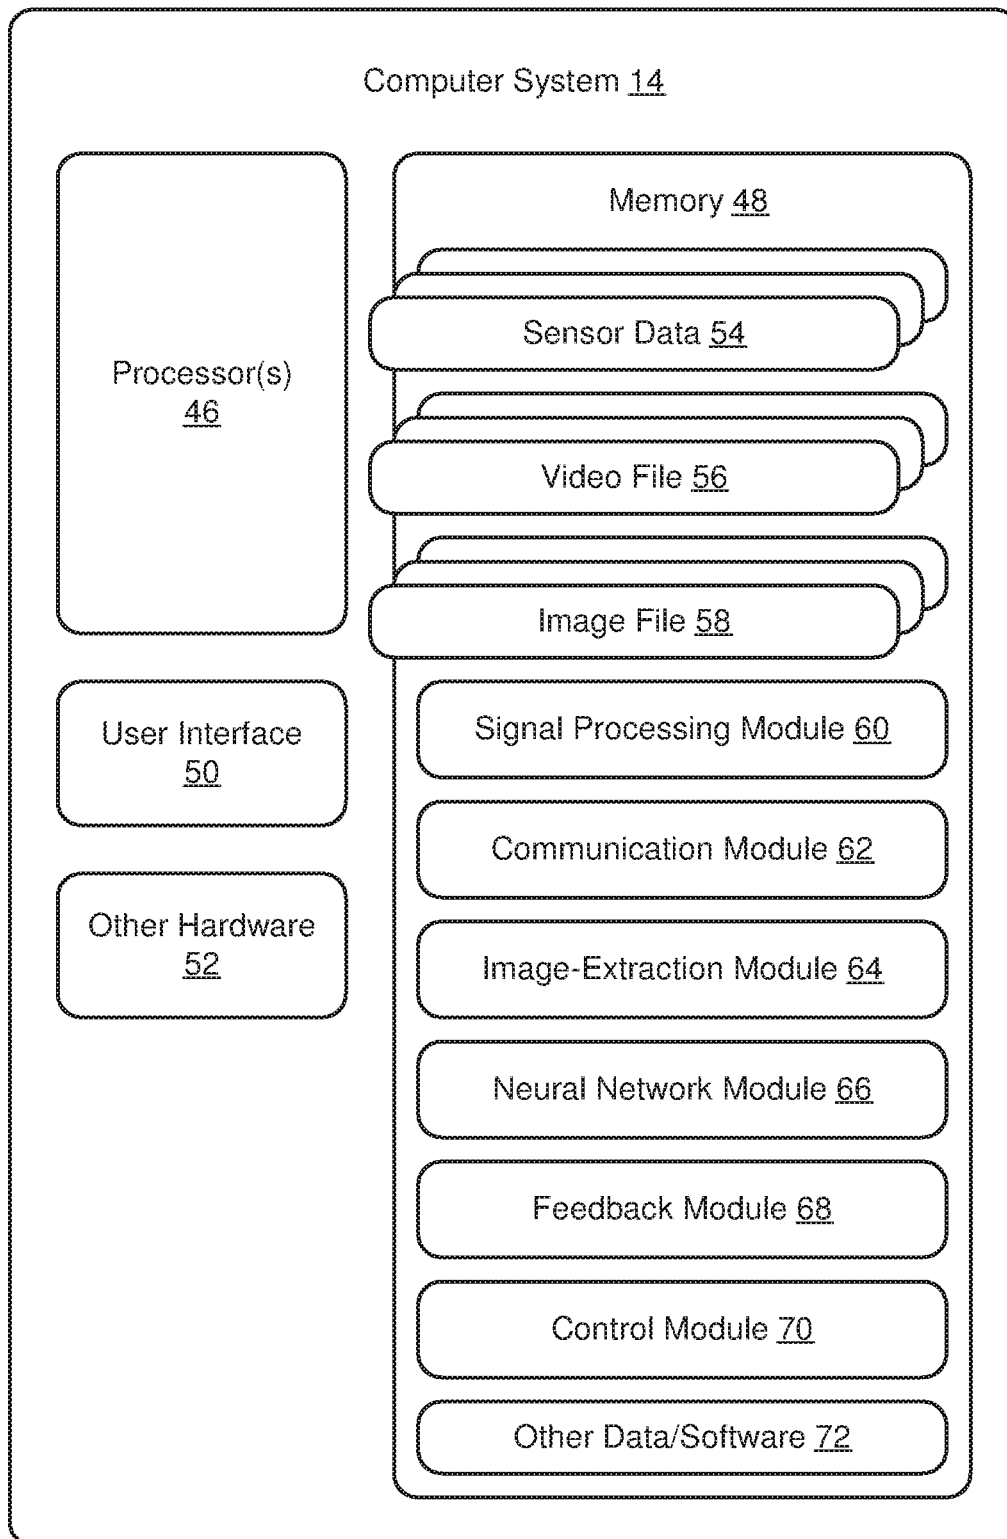 Computer System 14
Processor(s)
46
User Interface
50
Other Hardware
52
Memory 48
Sensor Data 54
Video File 56
Image File 58
Signal Processing Module 60
Communication Module 62
Image-Extraction Module 64
Neural Network Module 66
Feedback Module 68
Control Module 70
Other Data/Software 72